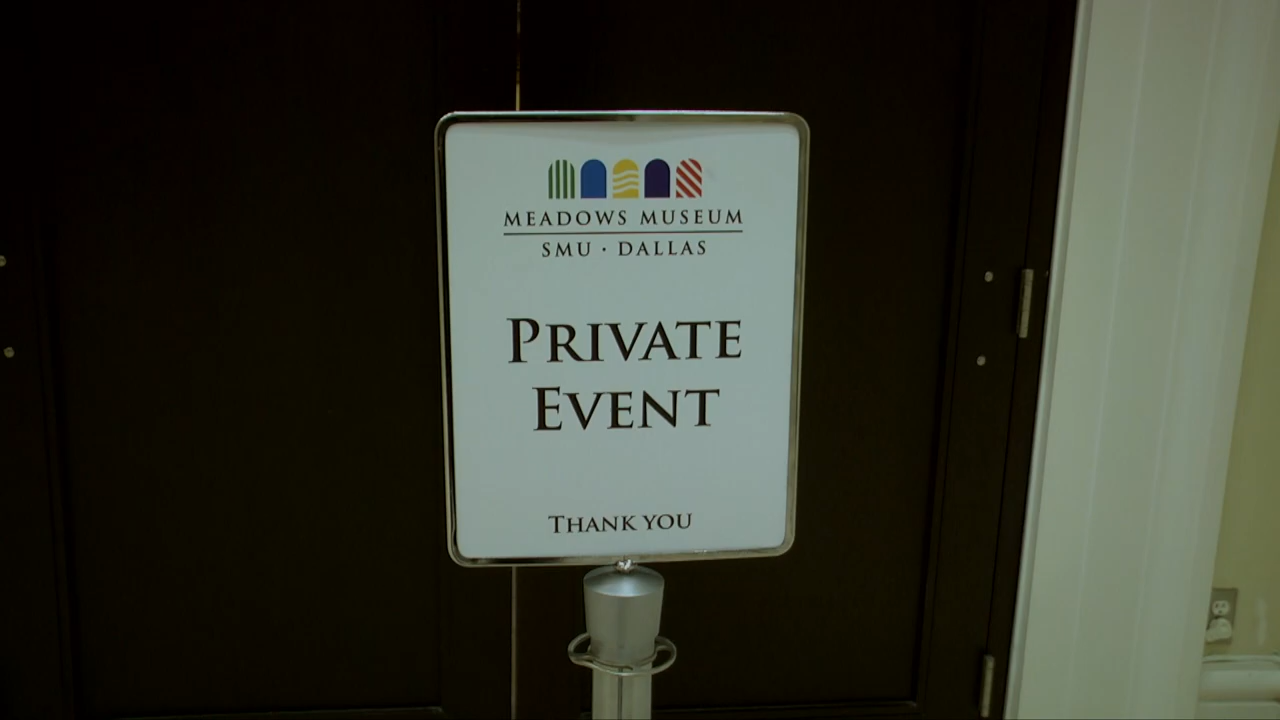 MEADOWS MUSEUM
SMU · DALLAS
PRIVATE
EVENT
THANK YOU